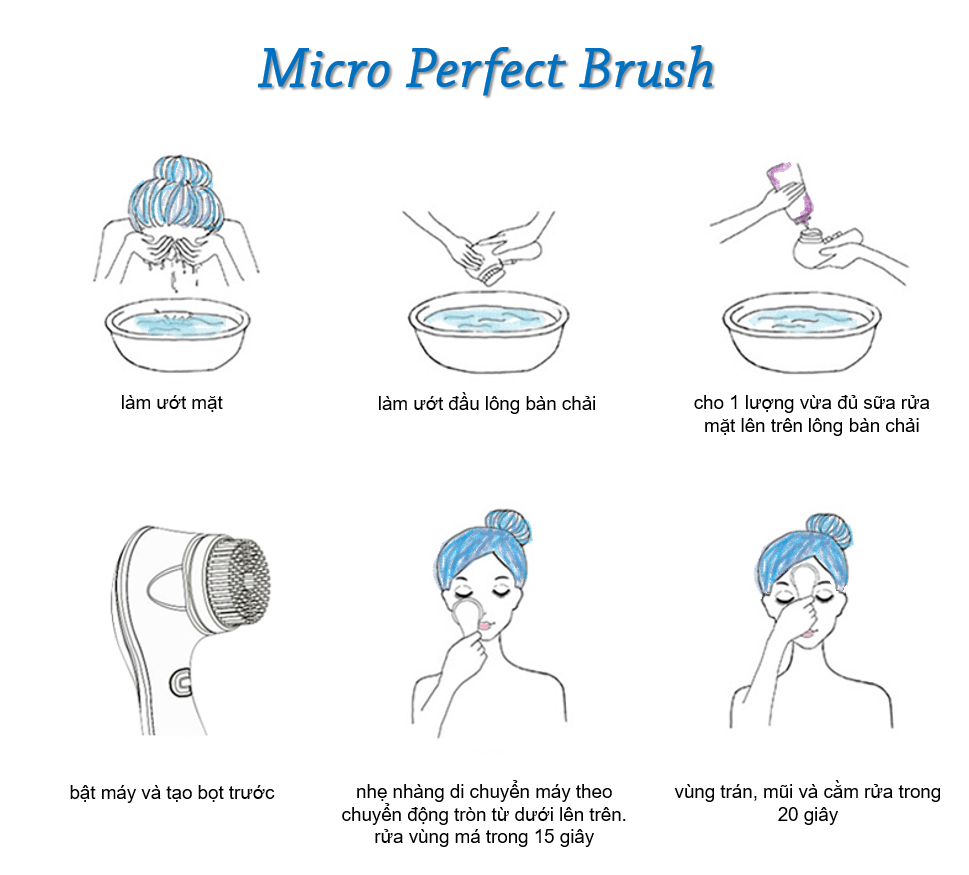 Micro Perfect Brush
làm ướt mặt
làm ướt đầu lông bàn chải
cho 1 lượng vừa đủ sữa rửa
mặt lên trên lông bàn chải
bật máy và tạo bọt trước
nhẹ nhàng di chuyển máy theo
chuyển động tròn từ dưới lên trên.
rửa vùng má trong 15 giây
vùng trán, mũi và cằm rửa trong
20 giây